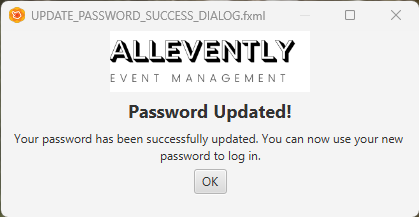 UPDATE_PASSWORD_SUCCESS_DIALOG.fxml
ALLEVENTLY
EVENT MANAGEMENT
Password Updated!
Your password has been successfully updated. You can now use your new
password to log in.
OK